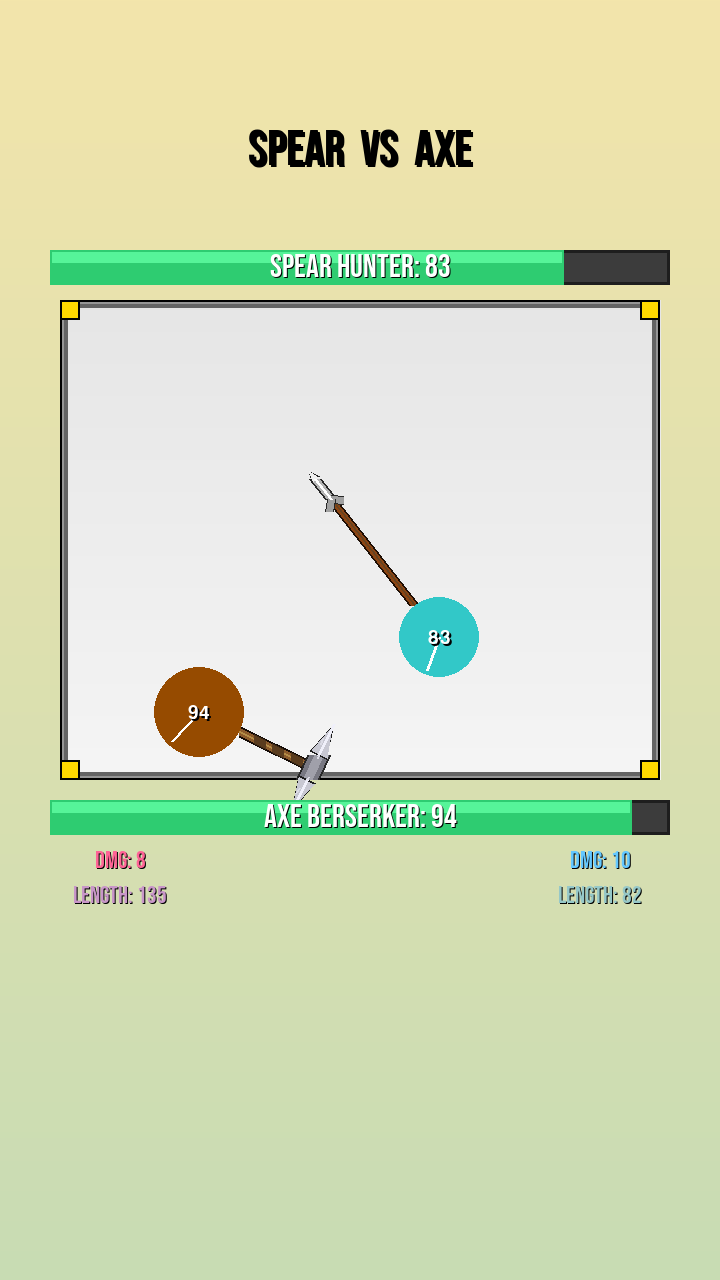 SPEAR VS AXE
SPEAR HUNTER: 83
83
94
AXE BERSERKER: 94
DMG: 8
DMG: 10
LENGTH: 135
LENGTH: 82